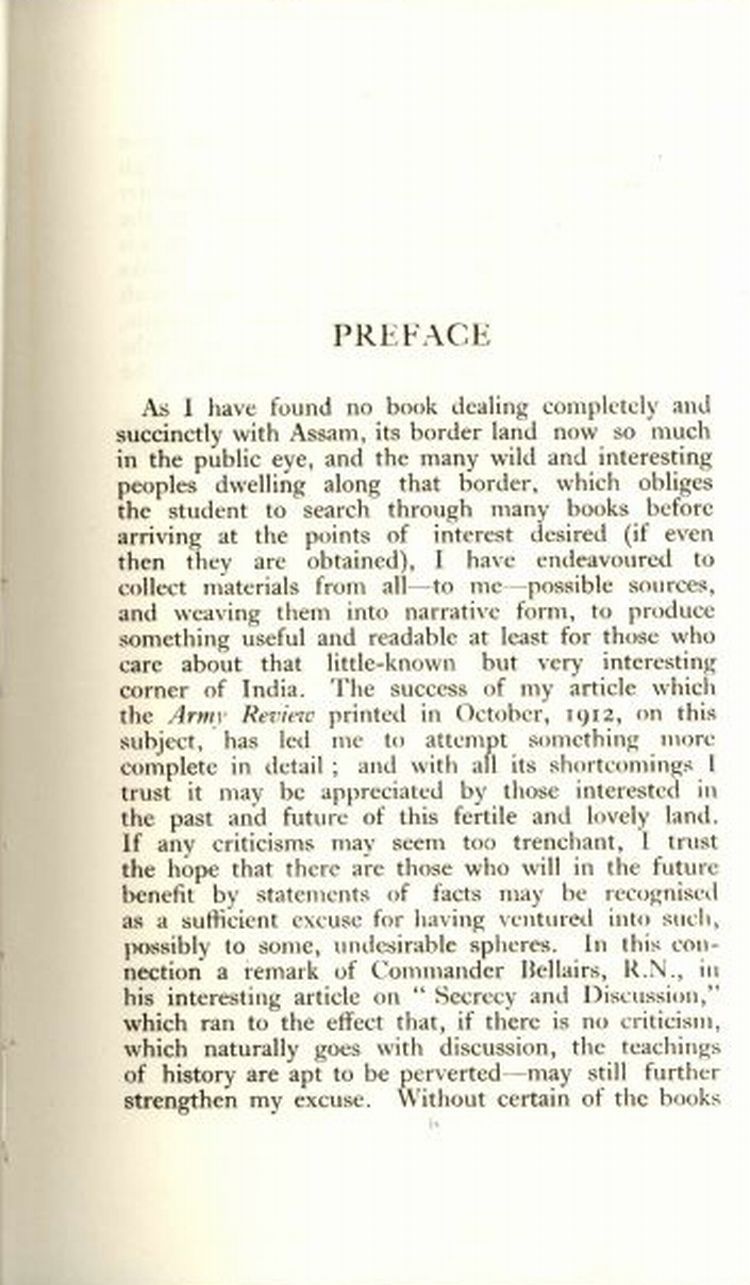 PREFACE
As I have found no book dealing completely and
succinctly with Assam, its border land now so much
in the public eye, and the many wild and interesting
peoples dwelling along that border, which obliges
the student to search through many books before
arriving at the points of interest desired (if even
then they are obtained), I have endeavoured to
collect materials from all—to me—possible sources,
and weaving them into narrative form, to produce
something useful and readable at least for those who
care about that little-known but very interesting
corner of India. The success of my article which
the Army Review printed in October, 1912, on this
subject, has led me to attempt something more
complete in detail ; and with all its shortcomings I
trust it may be appreciated by those interested in
the past and future of this fertile and lovely land.
If any criticisms may seem too trenchant, I trust
the hope that there are those who will in the future
benefit by statements of facts may be recognised
as a sufficient excuse for having ventured into such,
possibly to some, undesirable spheres. In this con-
nection a remark of Commander Bellairs, R.N., in
his interesting article on “ Secrecy and Discussion,”
which ran to the effect that, if there is no criticism,
which naturally goes with discussion, the teachings
of history are apt to be perverted—may still further
strengthen my excuse. Without certain of the books